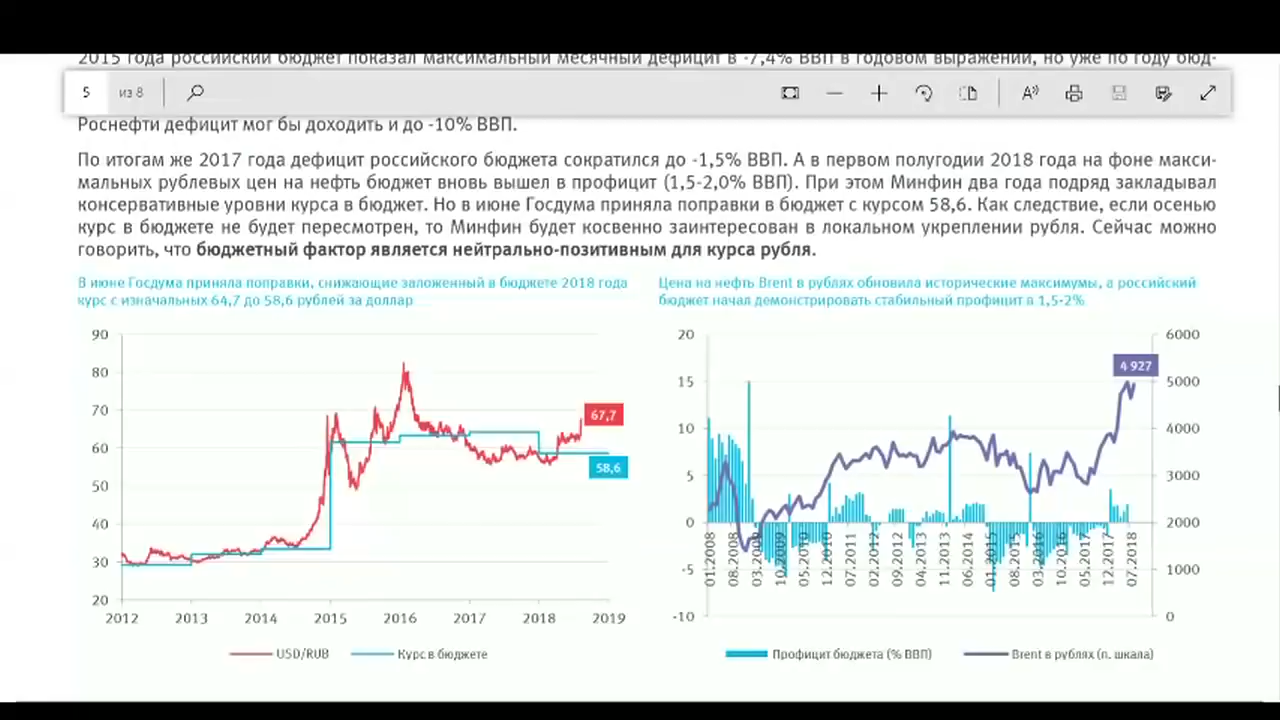 2015 года российский бюджет показал максимальный месячный дефицит в -7,4% ВВП в годовом выражении, но уже по году бюд-
5 из 8
Роснефти дефицит мог бы доходить и до -10% ВВП.
По итогам же 2017 года дефицит российского бюджета сократился до -1,5% ВВП. А в первом полугодии 2018 года на фоне макси-
мальных рублевых цен на нефть бюджет вновь вышел в профицит (1,5-2,0% ВВП). При этом Минфин два года подряд закладывал
консервативные уровни курса в бюджет. Но в июне Госдума приняла поправки в бюджет с курсом 58,6. Как следствие, если осенью
курс в бюджете не будет пересмотрен, то Минфин будет косвенно заинтересован в локальном укреплении рубля. Сейчас можно
говорить, что бюджетный фактор является нейтрально-позитивным для курса рубля.
В июне Госдума приняла поправки, снижающие заложенный в бюджете 2018 года
курс с изначальных 64,7 до 58,6 рублей за доллар
90
80
70
60
50
40
30
20
67,7
58,6
2012 2013 2014 2015 2016 2017 2018 2019
USD/RUB Курс в бюджете
Цена на нефть Brent в рублях обновила исторические максимумы, а российский
бюджет начал демонстрировать стабильный профицит в 1,5-2%
20
15
10
5
0
-5
-10
4 927
6000
5000
4000
3000
2000
1000
0
01.2008 08.2008 03.2009 10.2009 05.2010 12.2010 07.2011 02.2012 09.2012 04.2013 11.2013 06.2014 01.2015 08.2015 03.2016 10.2016 05.2017 12.2017 07.2018
Профицит бюджета (% ВВП) Brent в рублях (п. шкала)